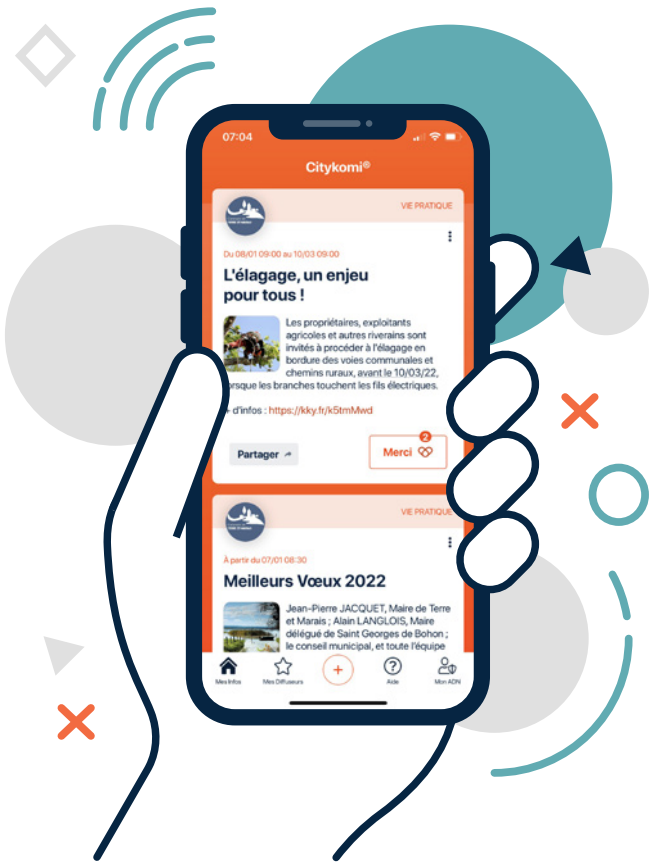 07:04
Citykomi®
VIE PRATIQUE
Du 08/01 09:00 au 10/03 09:00
L'élagage, un enjeu
pour tous !
Les propriétaires, exploitants
agricoles et autres riverains sont
invités à procéder à l'élagage en
bordure des voies communales et
chemins ruraux, avant le 10/03/22,
orsque les branches touchent les fils électriques.
+ d'infos : https://kky.fr/k5tmMwd
Partager
2
Merci
VIE PRATIQUE
À partir du 07/01 08:30
Meilleurs Vœux 2022
Jean-Pierre JACQUET, Maire de Terre
et Marais ; Alain LANGLOIS, Maire
délégué de Saint Georges de Bohon ;
le conseil municipal, et toute l'équipe
Mes Infos
Mes Diffuseurs
Aide
Mon ADN